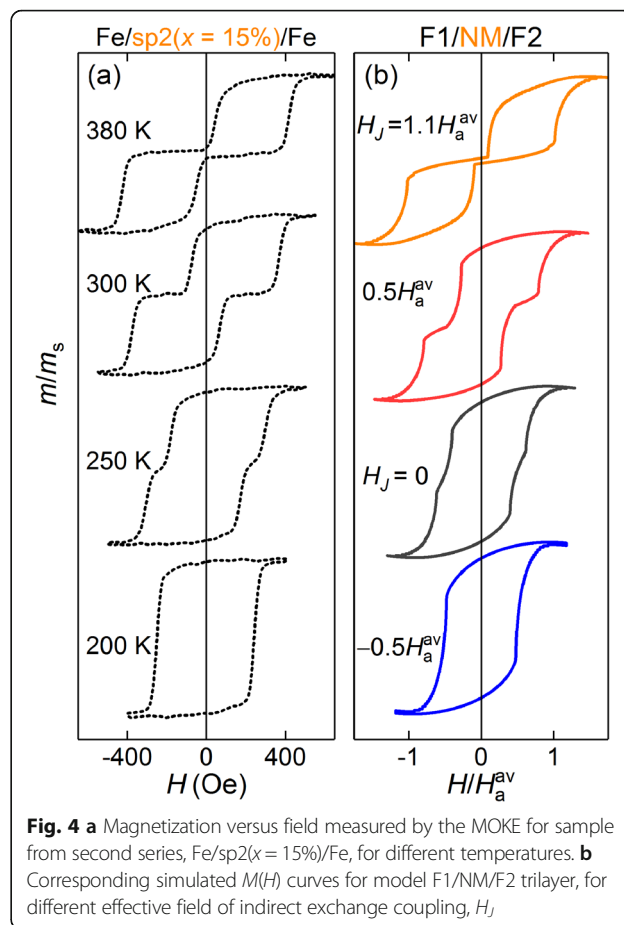 Fe/sp2(x = 15%)/Fe
F1/NM/F2
(a)
(b)
380 K
H_J=1.1H_a^av
300 K
0.5H_a^av
m/m_s
250 K
H_J=0
200 K
−0.5H_a^av
-400 0 400
-1 0 1
H (Oe)
H/H_a^av
Fig. 4 a Magnetization versus field measured by the MOKE for sample
from second series, Fe/sp2(x = 15%)/Fe, for different temperatures. b
Corresponding simulated M(H) curves for model F1/NM/F2 trilayer, for
different effective field of indirect exchange coupling, H_J